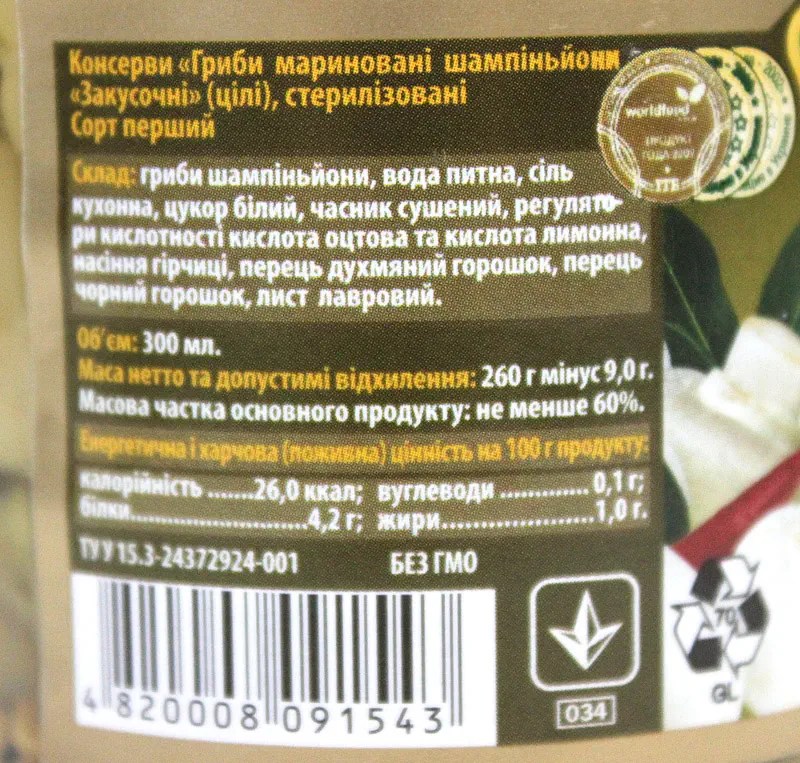 Консерви «Гриби мариновані шампіньйони
«Закусочні» (цілі), стерилізовані
Сорт перший
worldfood
ПРОДУКТ
Склад: гриби шампіньйони, вода питна, сіль
кухонна, цукор білий, часник сушений, регулято-
ри кислотності кислота оцтова та кислота лимонна,
насіння гірчиці, перець духмяний горошок, перець
чорний горошок, лист лавровий.
Об'єм: 300 мл.
Маса нетто та допустимі відхилення: 260 г мінус 9,0 г.
Масова частка основного продукту: не менше 60%.
Енергетична і харчова (поживна) цінність на 100 г продукту:
калорійність.......26,0 ккал; вуглеводи.............0,1 г;
білки.......................4,2 г; жири......................1,0 г.
ТУ У 15.3-24372924-001 БЕЗ ГМО
4 820008 091543
034
70
GL